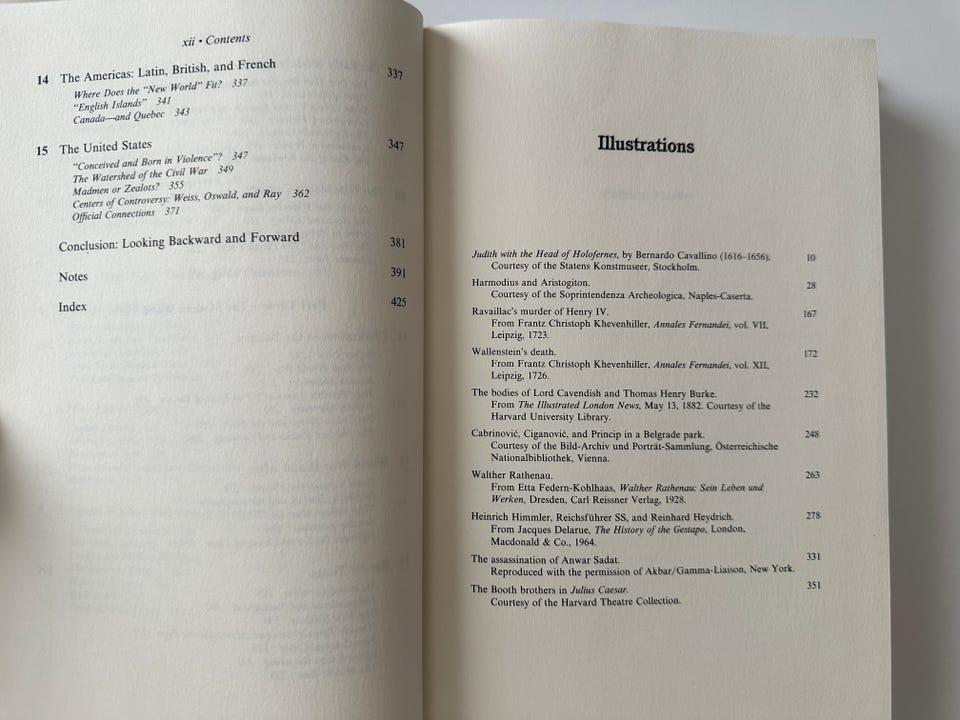 xii • Contents
14 The Americas: Latin, British, and French 337
Where Does the “New World” Fit? 337
“English Islands” 341
Canada—and Quebec 343
15 The United States 347
“Conceived and Born in Violence”? 347
The Watershed of the Civil War 349
Madmen or Zealots? 355
Centers of Controversy: Weiss, Oswald, and Ray 362
Official Connections 371
Conclusion: Looking Backward and Forward 381
Notes 391
Index 425
Illustrations
Judith with the Head of Holofernes, by Bernardo Cavallino (1616–1656). 10
Courtesy of the Statens Konstmuseer, Stockholm.
Harmodius and Aristogiton. 28
Courtesy of the Soprintendenza Archeologica, Naples-Caserta.
Ravaillac's murder of Henry IV. 167
From Frantz Christoph Khevenhiller, Annales Fernandei, vol. VII,
Leipzig, 1723.
Wallenstein's death. 172
From Frantz Christoph Khevenhiller, Annales Fernandei, vol. XII,
Leipzig, 1726.
The bodies of Lord Cavendish and Thomas Henry Burke. 232
From The Illustrated London News, May 13, 1882. Courtesy of the
Harvard University Library.
Cabrinović, Ciganović, and Princip in a Belgrade park. 248
Courtesy of the Bild-Archiv und Porträt-Sammlung, Österreichische
Nationalbibliothek, Vienna.
Walther Rathenau. 263
From Etta Federn-Kohlhaas, Walther Rathenau: Sein Leben und
Werken, Dresden, Carl Reissner Verlag, 1928.
Heinrich Himmler, Reichsführer SS, and Reinhard Heydrich. 278
From Jacques Delarue, The History of the Gestapo, London,
Macdonald & Co., 1964.
The assassination of Anwar Sadat. 331
Reproduced with the permission of Akbar/Gamma-Liaison, New York.
The Booth brothers in Julius Caesar. 351
Courtesy of the Harvard Theatre Collection.